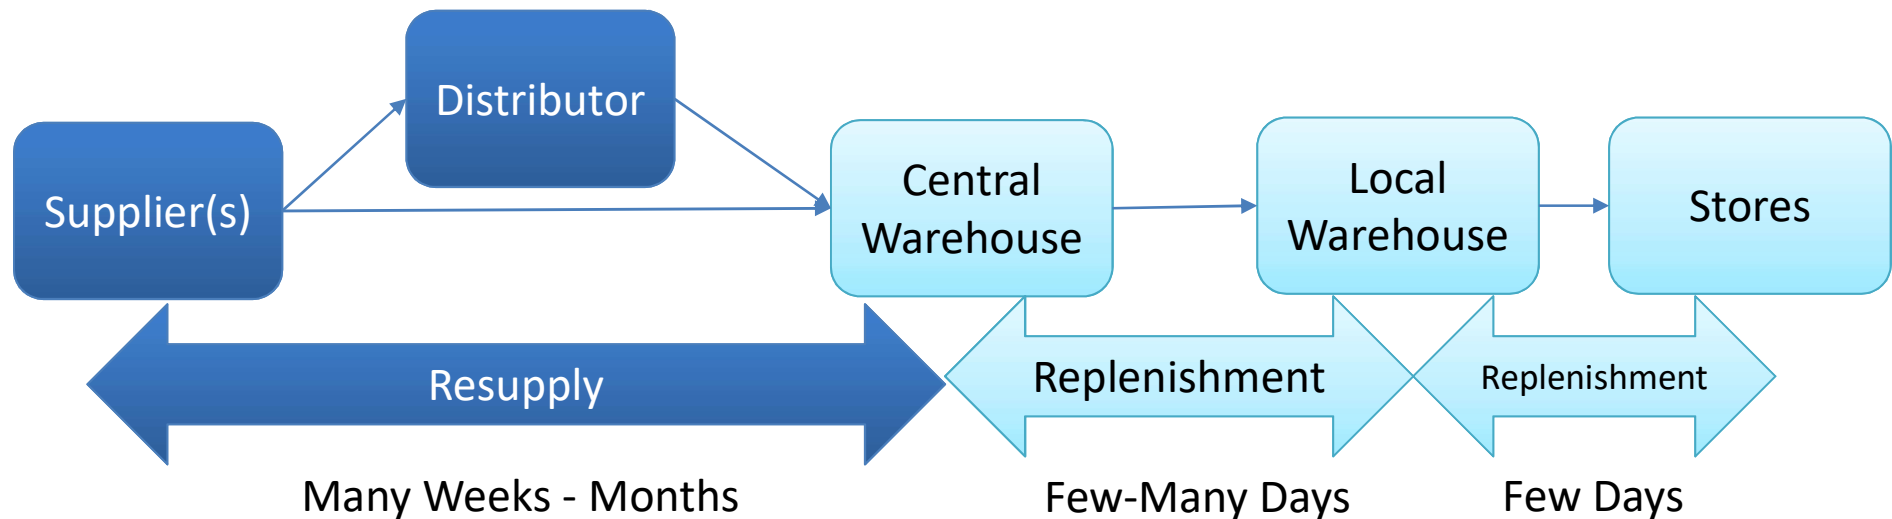 Distributor
Supplier(s)
Central
Warehouse
Local
Warehouse
Stores
Resupply
Replenishment
Replenishment
Many Weeks - Months
Few-Many Days
Few Days